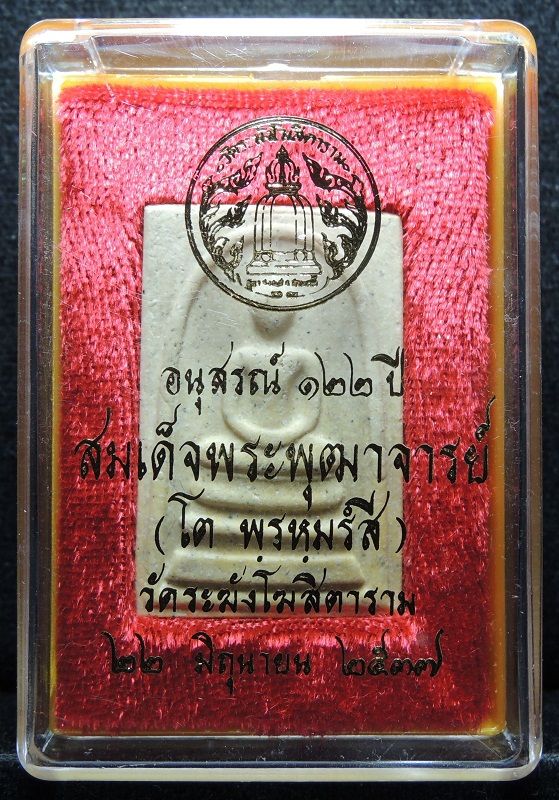 อนุสรณ์ ๑๒๒ ปี
สมเด็จพระพุฒาจารย์
(โต พฺรหฺมรํสี)
วัดระฆังโฆสิตาราม
๒๒ มิถุนายน ๒๕๓๗